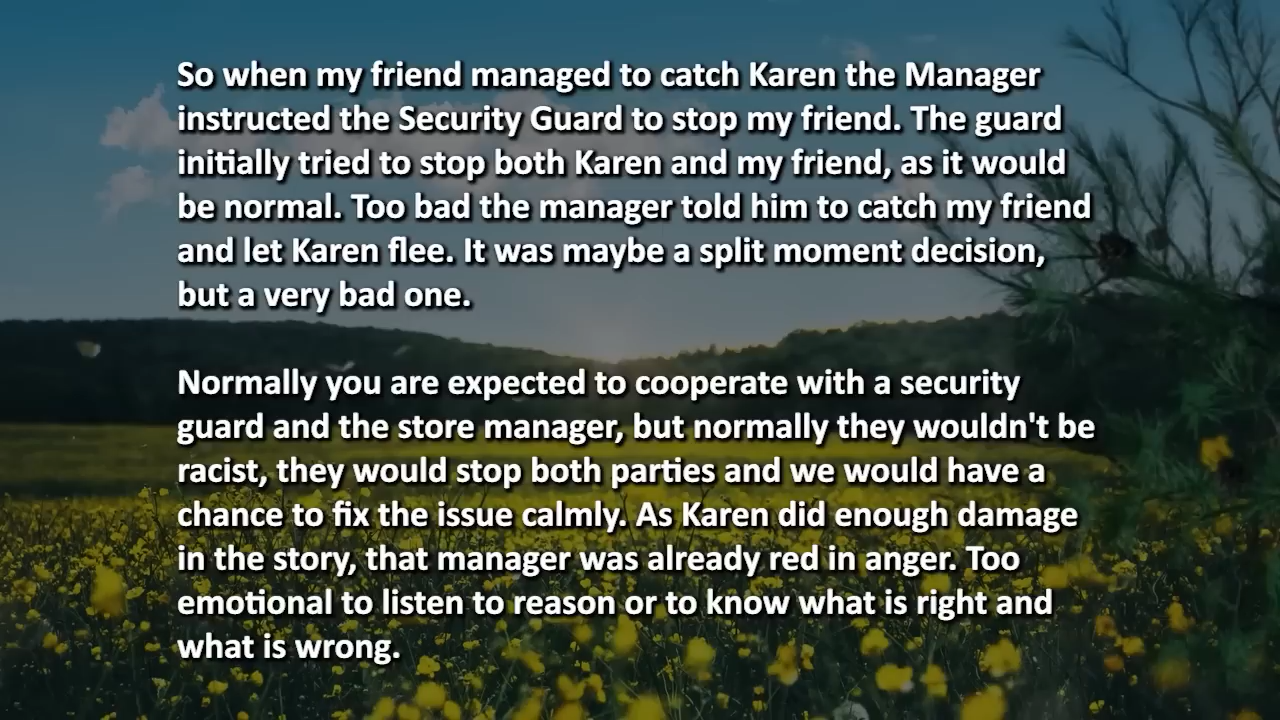 So when my friend managed to catch Karen the Manager
instructed the Security Guard to stop my friend. The guard
initially tried to stop both Karen and my friend, as it would
be normal. Too bad the manager told him to catch my friend
and let Karen flee. It was maybe a split moment decision,
but a very bad one.
Normally you are expected to cooperate with a security
guard and the store manager, but normally they wouldn't be
racist, they would stop both parties and we would have a
chance to fix the issue calmly. As Karen did enough damage
in the story, that manager was already red in anger. Too
emotional to listen to reason or to know what is right and
what is wrong.